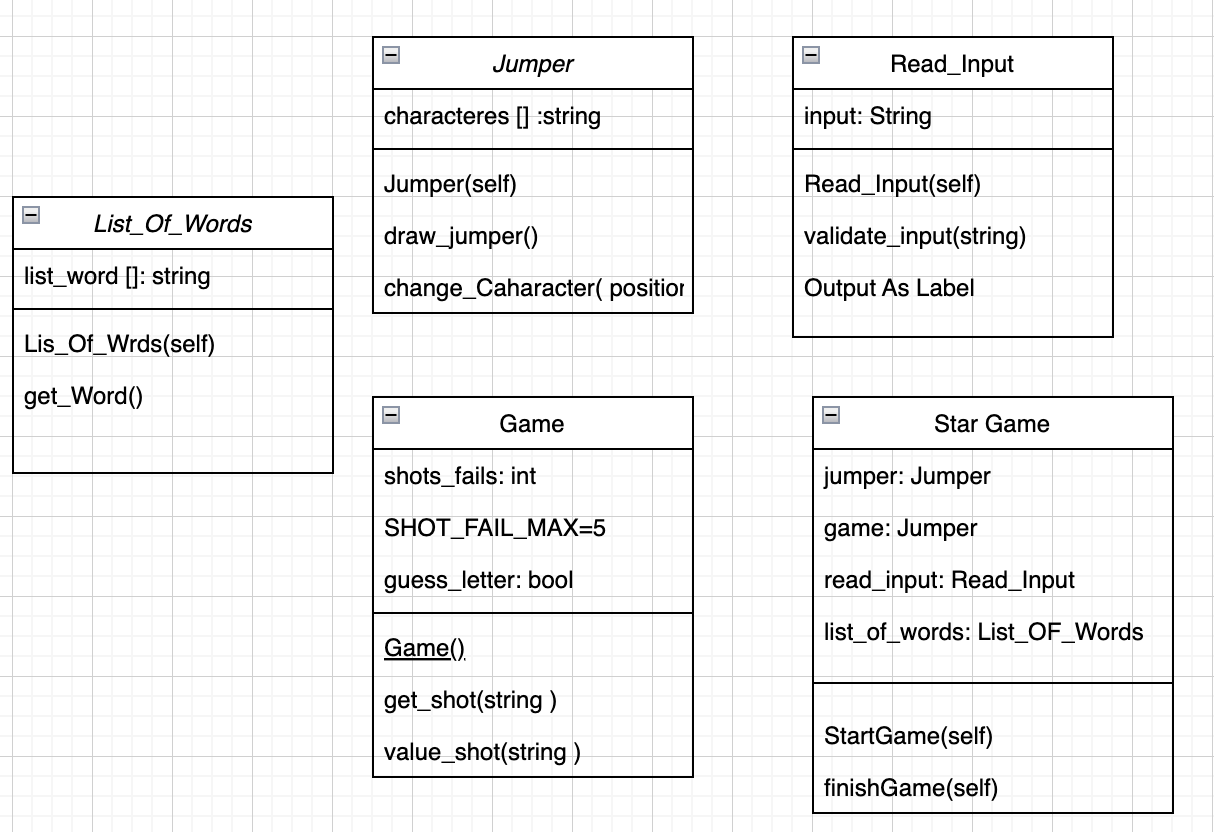 Jumper
characteres [] :string
Jumper(self)
draw_jumper()
change_Caharacter( position
Read_Input
input: String
Read_Input(self)
validate_input(string)
Output As Label
List_Of_Words
list_word []: string
Lis_Of_Wrds(self)
get_Word()
Game
shots_fails: int
SHOT_FAIL_MAX=5
guess_letter: bool
Game()
get_shot(string )
value_shot(string )
Star Game
jumper: Jumper
game: Jumper
read_input: Read_Input
list_of_words: List_OF_Words
StartGame(self)
finishGame(self)